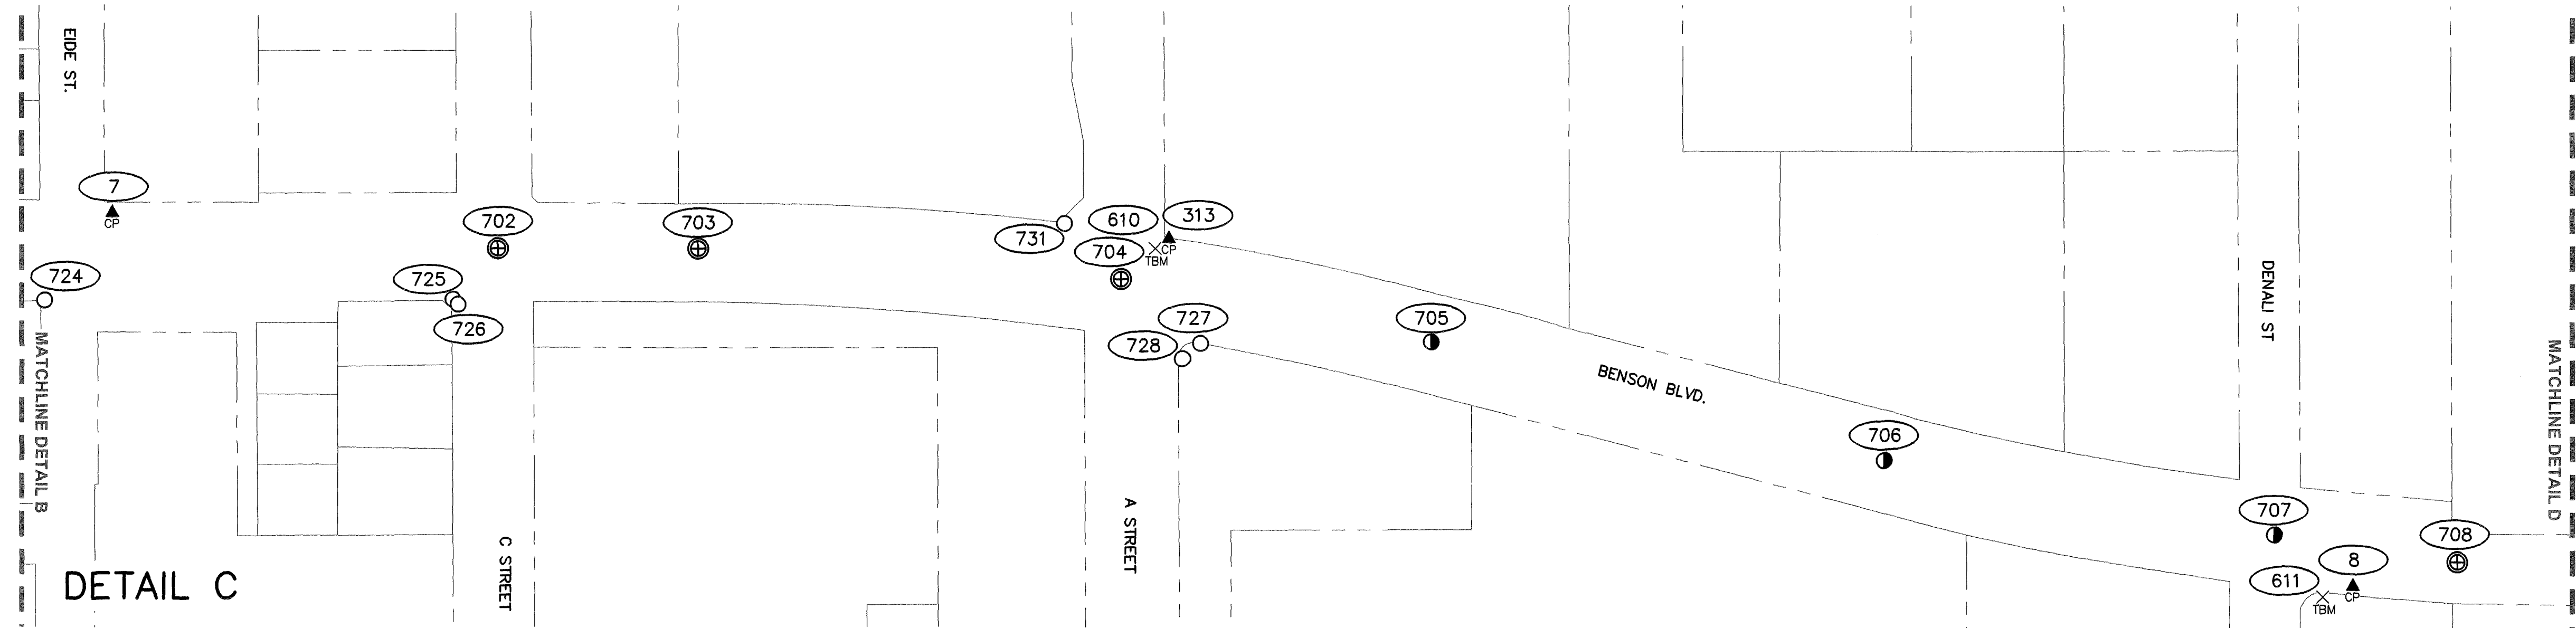 EIDE ST.
7
CP
702
703
731
610
313
704
CP
TBM
724
725
726
727
728
705
MATCHLINE DETAIL B
BENSON BLVD.
DENALI ST
MATCHLINE DETAIL D
706
A STREET
C STREET
707
708
8
611
CP
TBM
DETAIL C